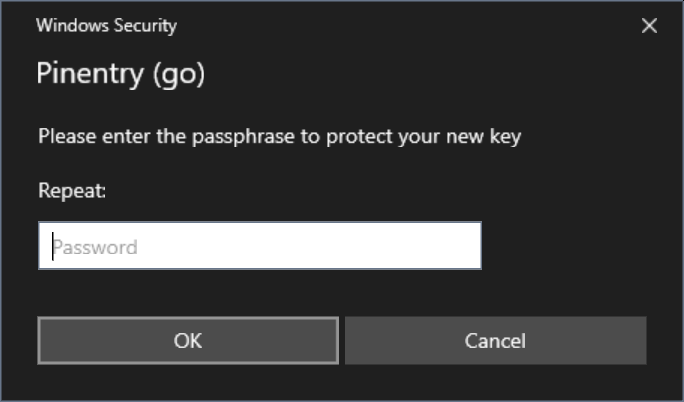 Windows Security
Pinentry (go)
Please enter the passphrase to protect your new key
Repeat:
Password
OK
Cancel